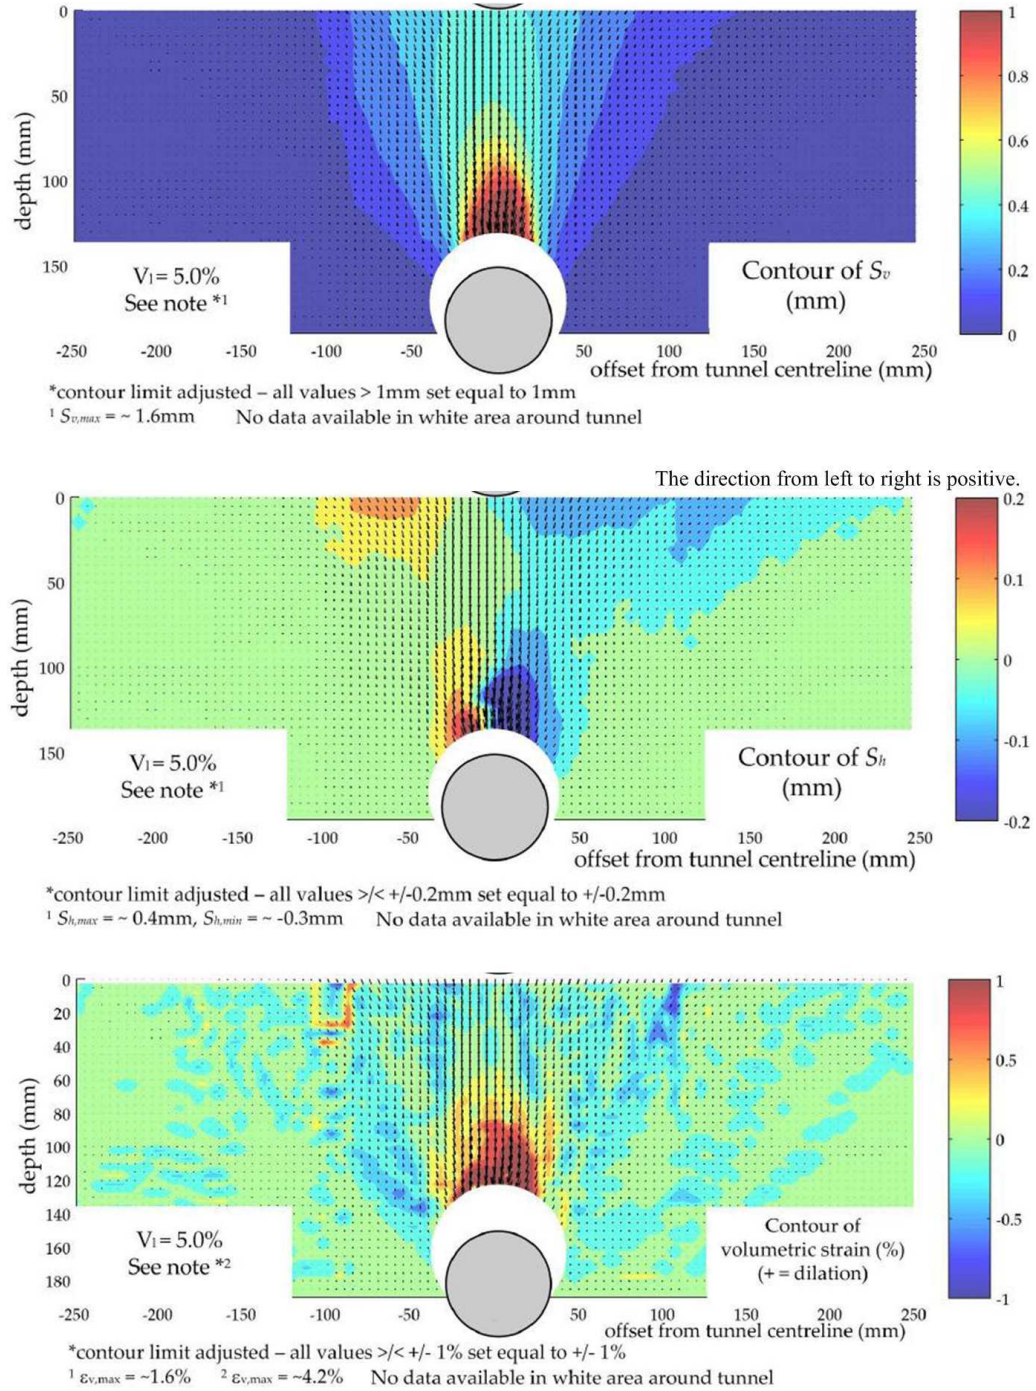 0
50
100
150
depth (mm)
1
0.8
0.6
0.4
0.2
0
Vl= 5.0%
See note *1
Contour of Sv
(mm)
-250 -200 -150 -100 -50 50 100 150 200 250
offset from tunnel centreline (mm)
*contour limit adjusted – all values > 1mm set equal to 1mm
1 Sv,max = ~ 1.6mm No data available in white area around tunnel
The direction from left to right is positive.
0
50
100
150
depth (mm)
0.2
0.1
0
-0.1
-0.2
Vl= 5.0%
See note *1
Contour of Sh
(mm)
-250 -200 -150 -100 -50 50 100 150 200 250
offset from tunnel centreline (mm)
*contour limit adjusted – all values >/< +/-0.2mm set equal to +/-0.2mm
1 Sh,max = ~ 0.4mm, Sh,min = ~ -0.3mm No data available in white area around tunnel
0
20
40
60
80
100
120
140
160
180
depth (mm)
1
0.5
0
-0.5
-1
Vl= 5.0%
See note *2
Contour of
volumetric strain (%)
(+ = dilation)
-250 -200 -150 -100 -50 50 100 150 200 250
offset from tunnel centreline (mm)
*contour limit adjusted – all values >/< +/- 1% set equal to +/- 1%
1 εv,max = ~1.6% 2 εv,max = ~4.2% No data available in white area around tunnel